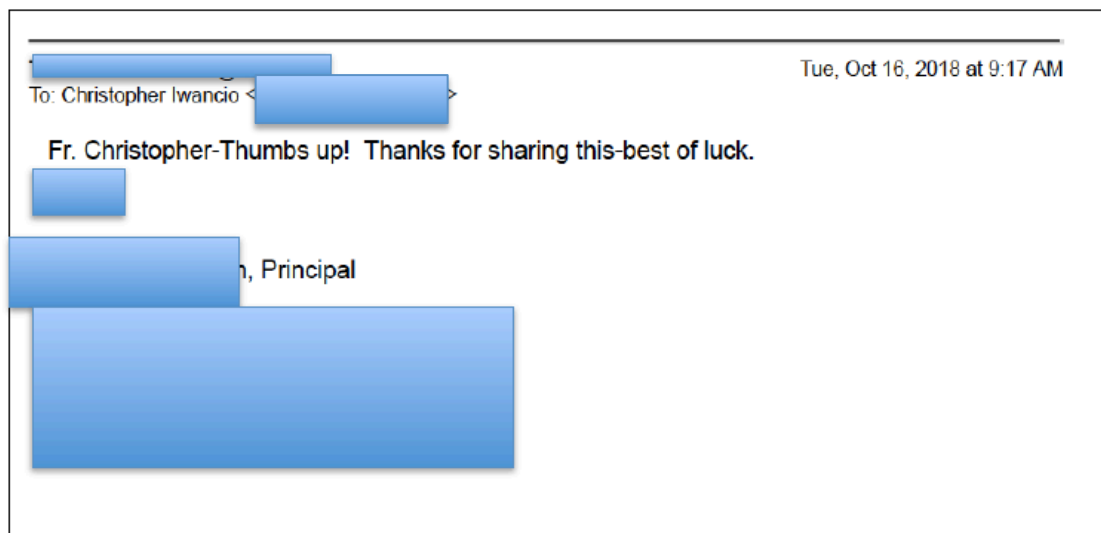 Tue, Oct 16, 2018 at 9:17 AM
To: Christopher Iwancio < >
Fr. Christopher-Thumbs up!  Thanks for sharing this-best of luck.
, Principal